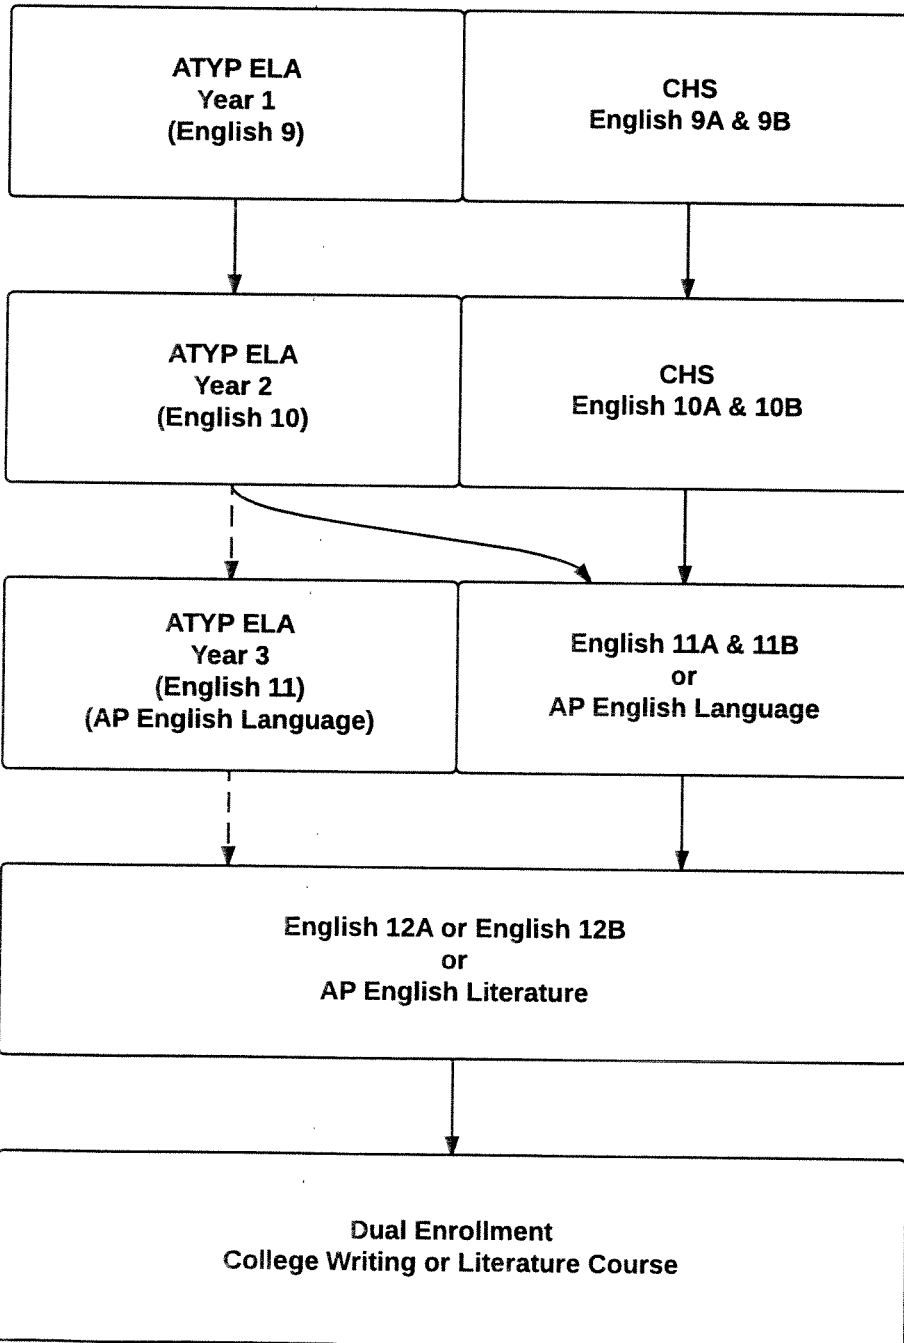 ATYP ELA
Year 1
(English 9)
CHS
English 9A & 9B
ATYP ELA
Year 2
(English 10)
CHS
English 10A & 10B
ATYP ELA
Year 3
(English 11)
(AP English Language)
English 11A & 11B
or
AP English Language
English 12A or English 12B
or
AP English Literature
Dual Enrollment
College Writing or Literature Course